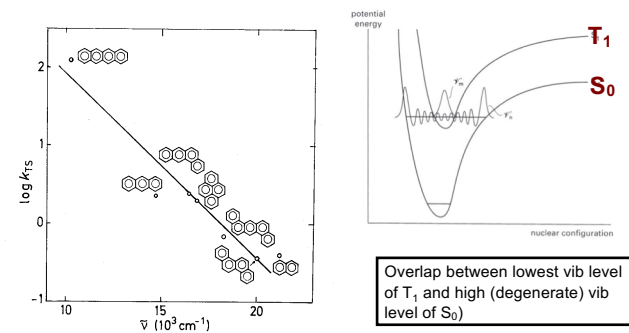 2
1
0
-1
log k_TS
10
15
20
ν̃ (10³ cm⁻¹)
potential
energy
T₁
S₀
nuclear configuration
Overlap between lowest vib level
of T₁ and high (degenerate) vib
level of S₀)